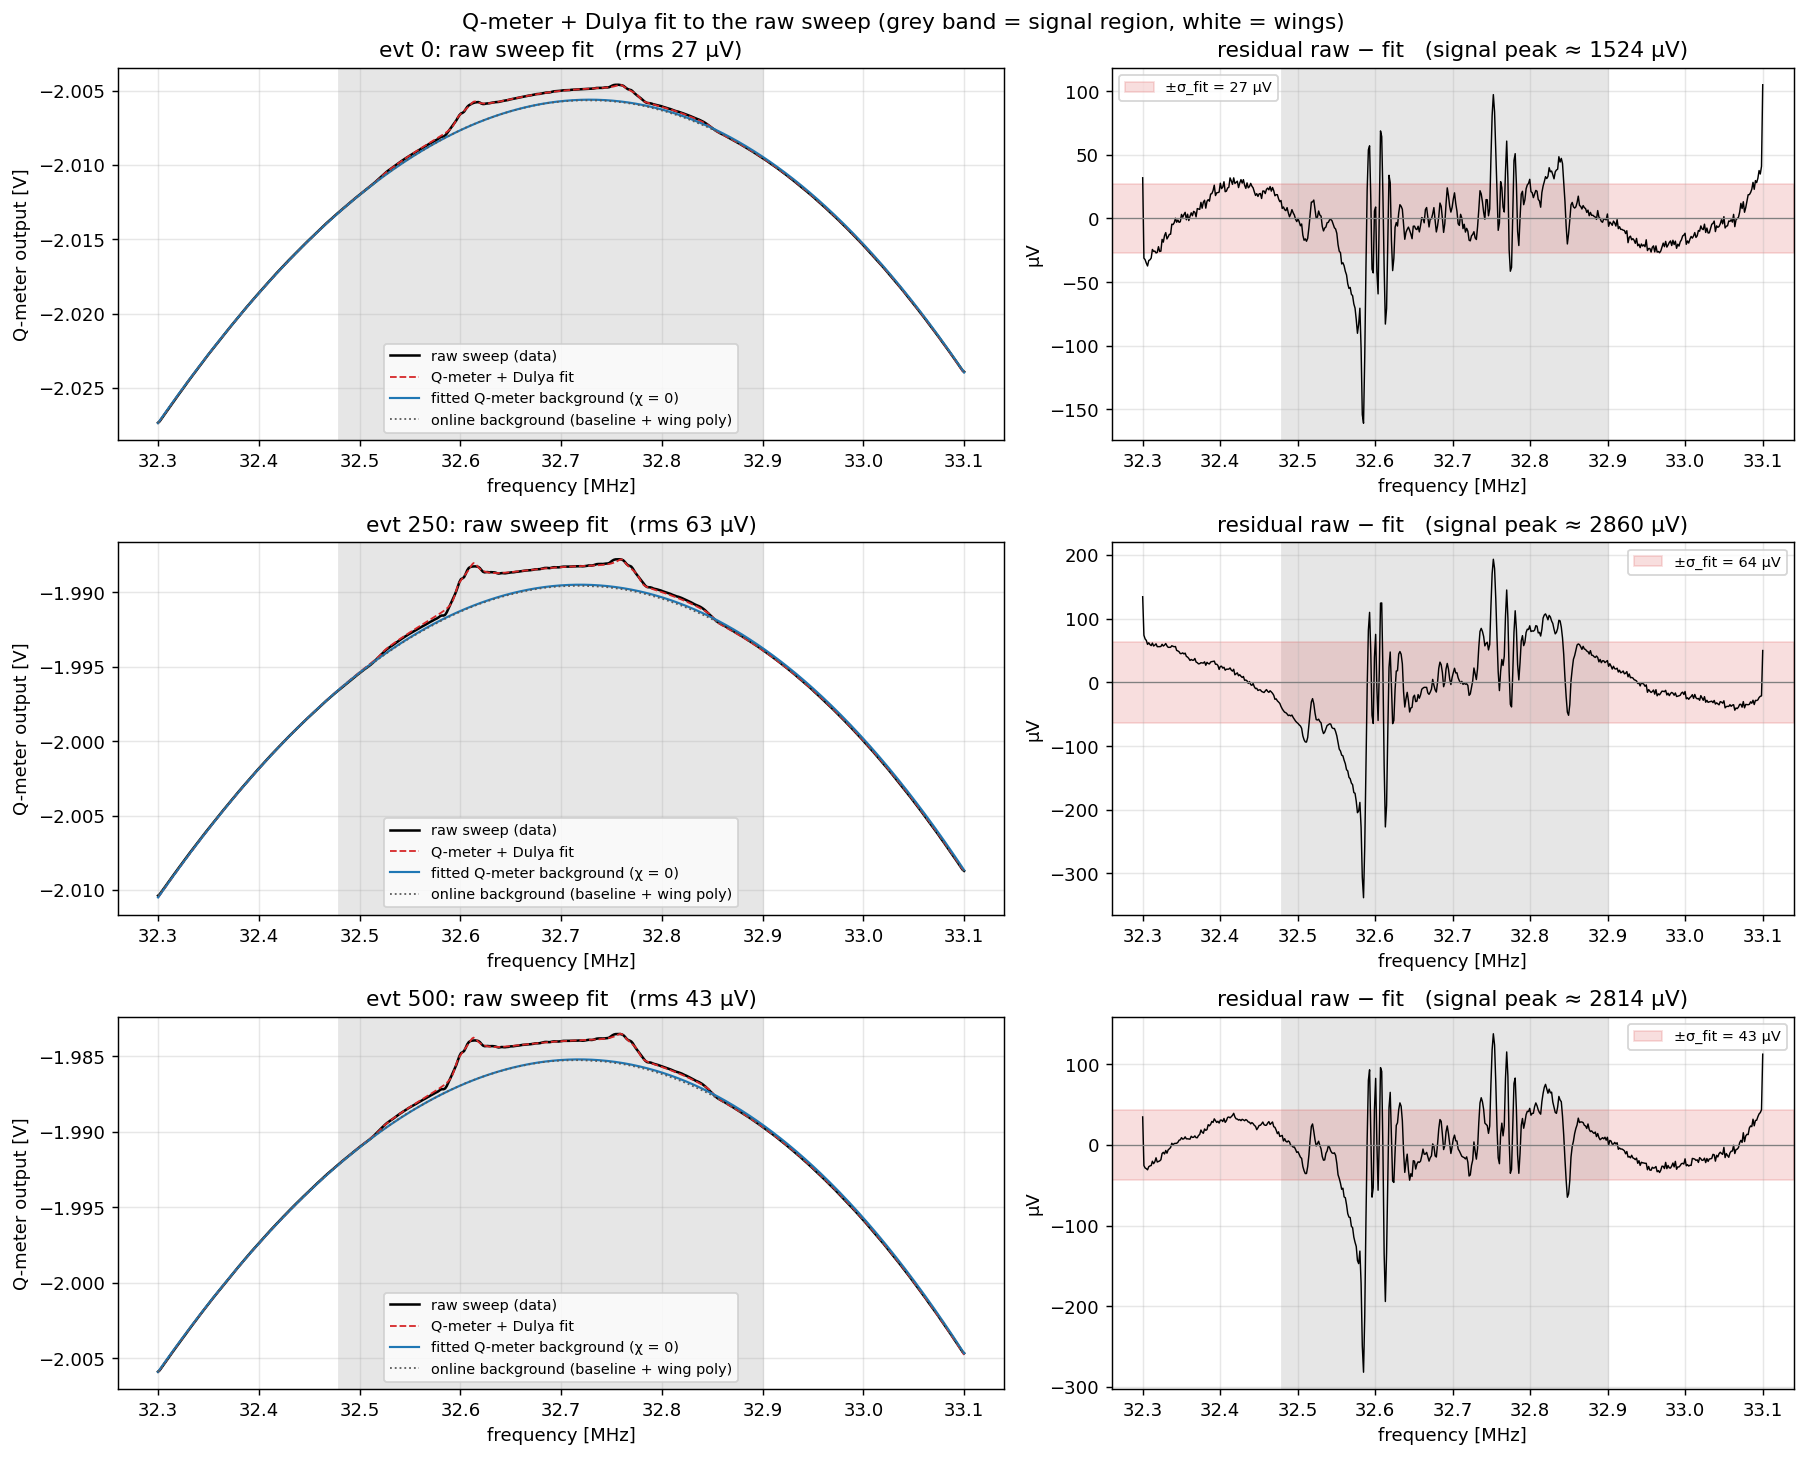 Q-meter + Dulya fit to the raw sweep (grey band = signal region, white = wings)
evt 0: raw sweep fit   (rms 27 µV)
Q-meter output [V]
−2.005
−2.010
−2.015
−2.020
−2.025
raw sweep (data)
Q-meter + Dulya fit
fitted Q-meter background (χ = 0)
online background (baseline + wing poly)
32.3 32.4 32.5 32.6 32.7 32.8 32.9 33.0 33.1
frequency [MHz]
residual raw − fit   (signal peak ≈ 1524 µV)
µV
100
50
0
−50
−100
−150
±σ_fit = 27 µV
32.3 32.4 32.5 32.6 32.7 32.8 32.9 33.0 33.1
frequency [MHz]
evt 250: raw sweep fit   (rms 63 µV)
Q-meter output [V]
−1.990
−1.995
−2.000
−2.005
−2.010
raw sweep (data)
Q-meter + Dulya fit
fitted Q-meter background (χ = 0)
online background (baseline + wing poly)
32.3 32.4 32.5 32.6 32.7 32.8 32.9 33.0 33.1
frequency [MHz]
residual raw − fit   (signal peak ≈ 2860 µV)
µV
200
100
0
−100
−200
−300
±σ_fit = 64 µV
32.3 32.4 32.5 32.6 32.7 32.8 32.9 33.0 33.1
frequency [MHz]
evt 500: raw sweep fit   (rms 43 µV)
Q-meter output [V]
−1.985
−1.990
−1.995
−2.000
−2.005
raw sweep (data)
Q-meter + Dulya fit
fitted Q-meter background (χ = 0)
online background (baseline + wing poly)
32.3 32.4 32.5 32.6 32.7 32.8 32.9 33.0 33.1
frequency [MHz]
residual raw − fit   (signal peak ≈ 2814 µV)
µV
100
0
−100
−200
−300
±σ_fit = 43 µV
32.3 32.4 32.5 32.6 32.7 32.8 32.9 33.0 33.1
frequency [MHz]